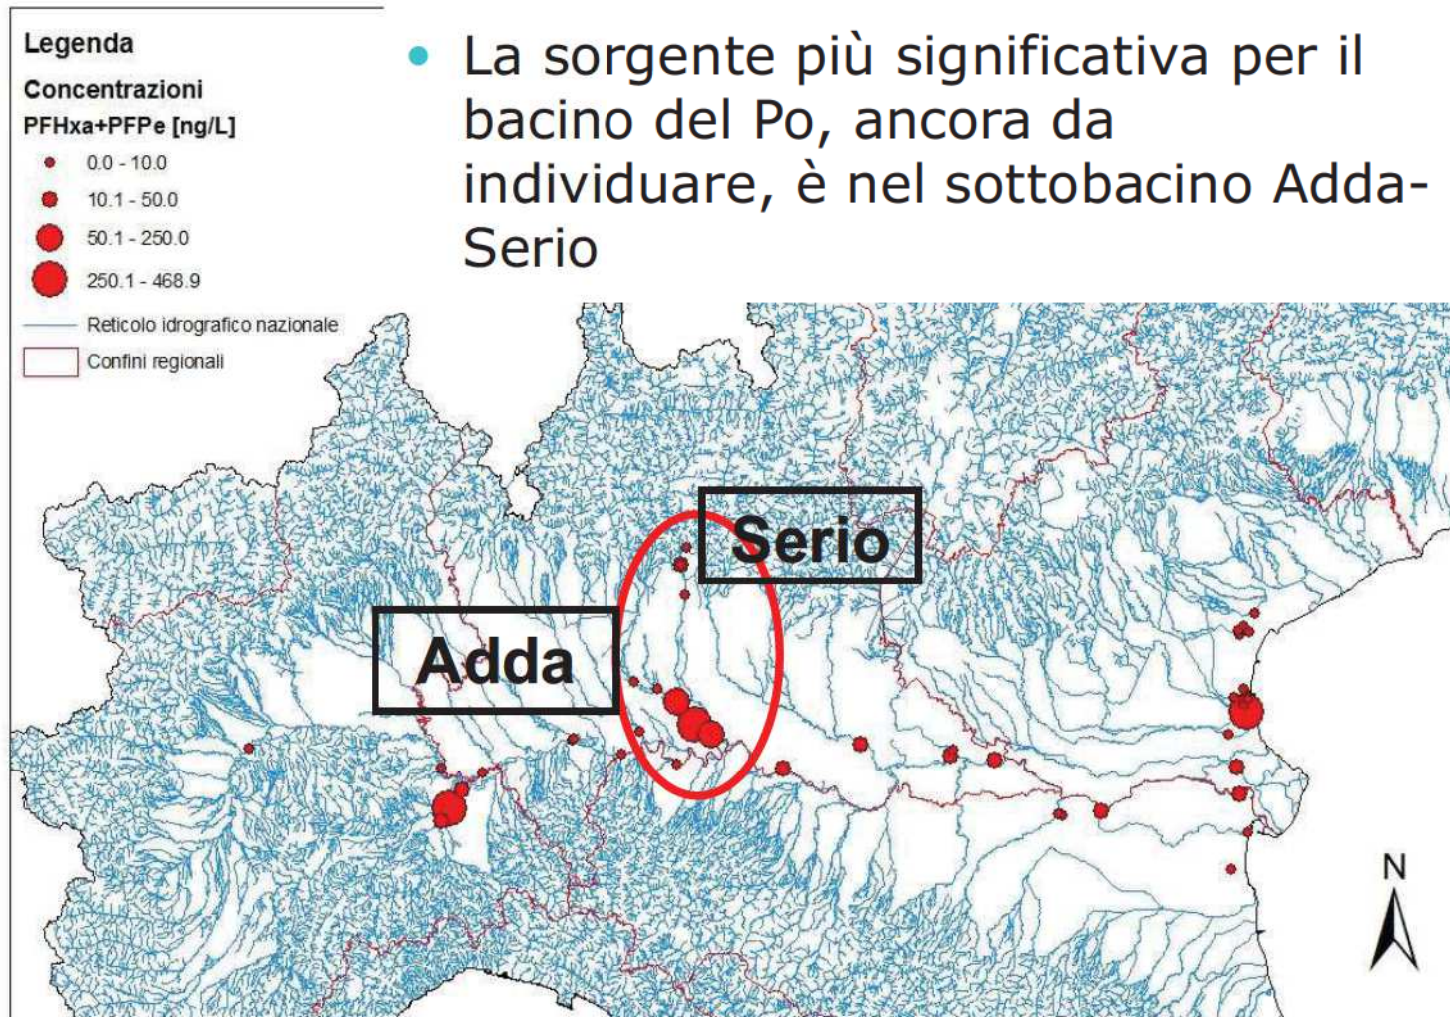 Legenda
Concentrazioni
PFHxa+PFPe [ng/L]
0.0 - 10.0
10.1 - 50.0
50.1 - 250.0
250.1 - 468.9
Reticolo idrografico nazionale
Confini regionali
• La sorgente più significativa per il
bacino del Po, ancora da
individuare, è nel sottobacino Adda-
Serio
Serio
Adda
N